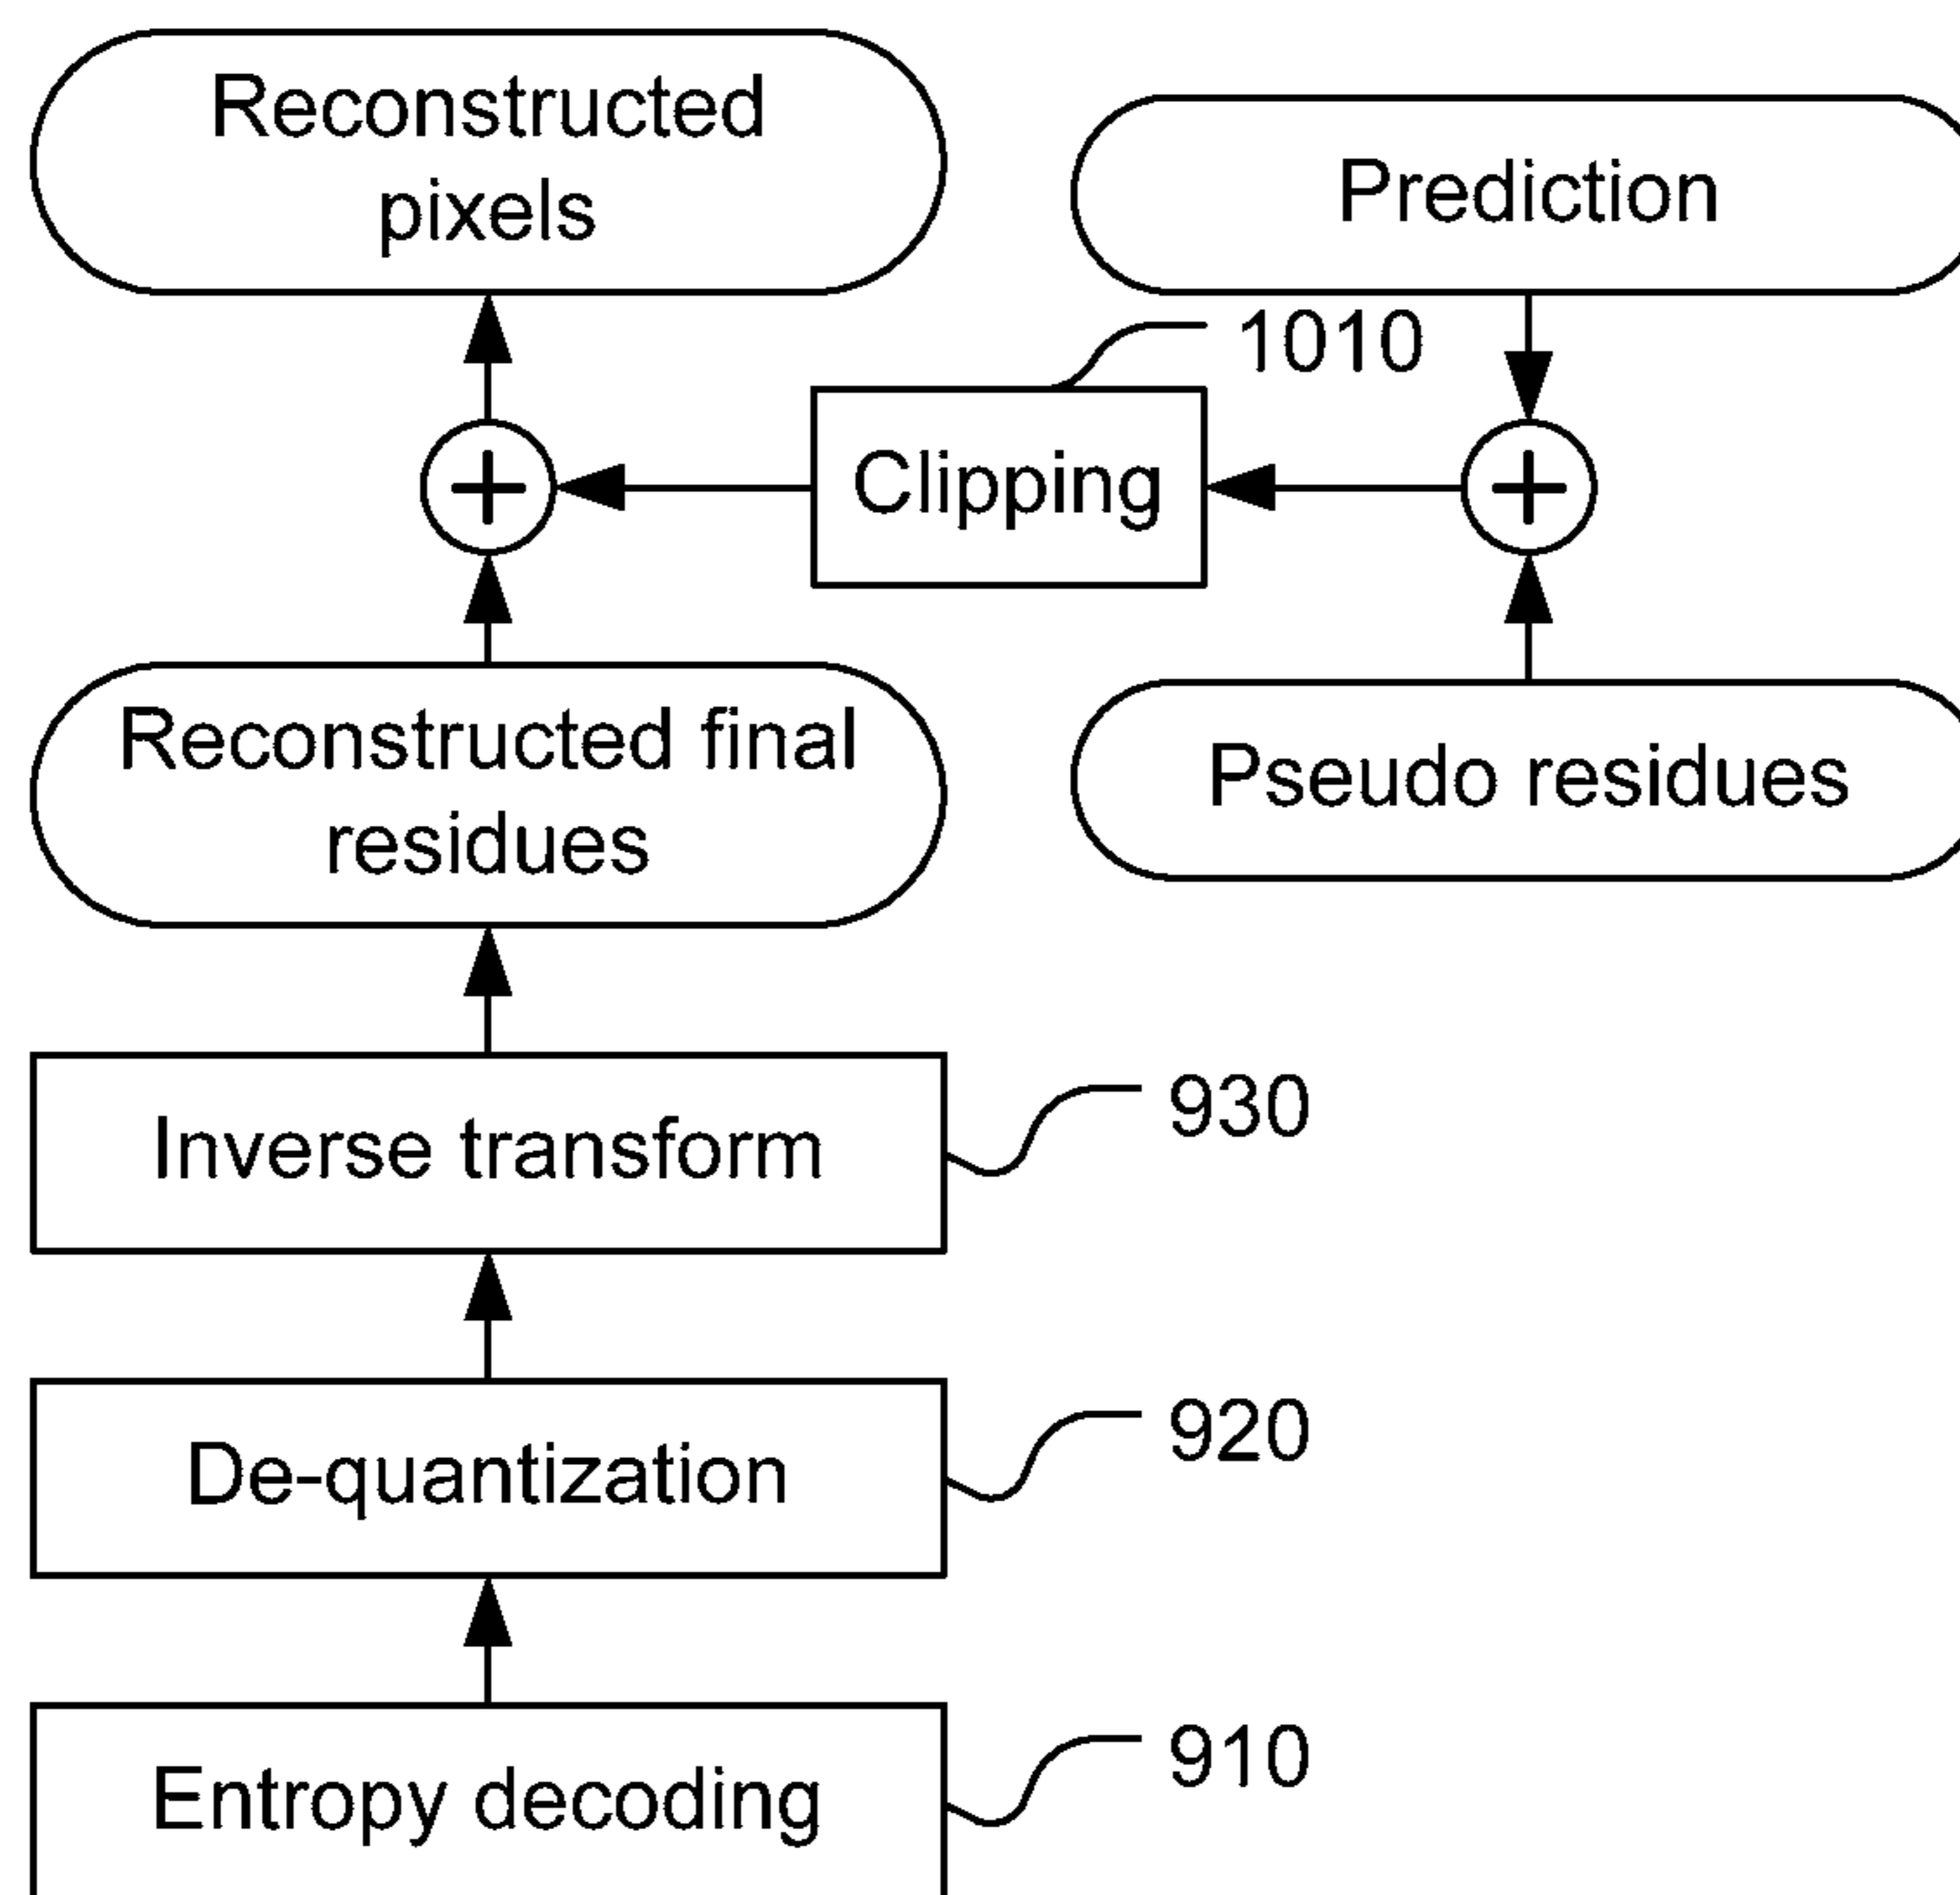 Reconstructed
pixels
Prediction
1010
Clipping
Reconstructed final
residues
Pseudo residues
Inverse transform
930
De-quantization
920
Entropy decoding
910